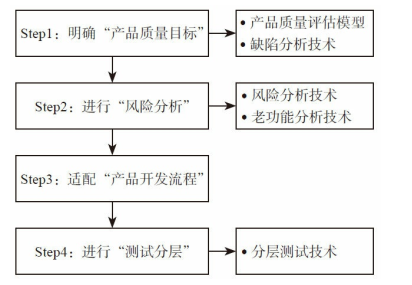 Step1：明确“产品质量目标”
• 产品质量评估模型
• 缺陷分析技术
Step2：进行“风险分析”
• 风险分析技术
• 老功能分析技术
Step3：适配“产品开发流程”
Step4：进行“测试分层”
• 分层测试技术